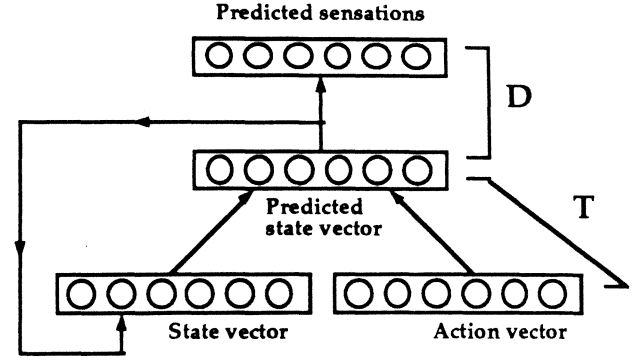 Predicted sensations
D
Predicted
state vector
T
State vector
Action vector